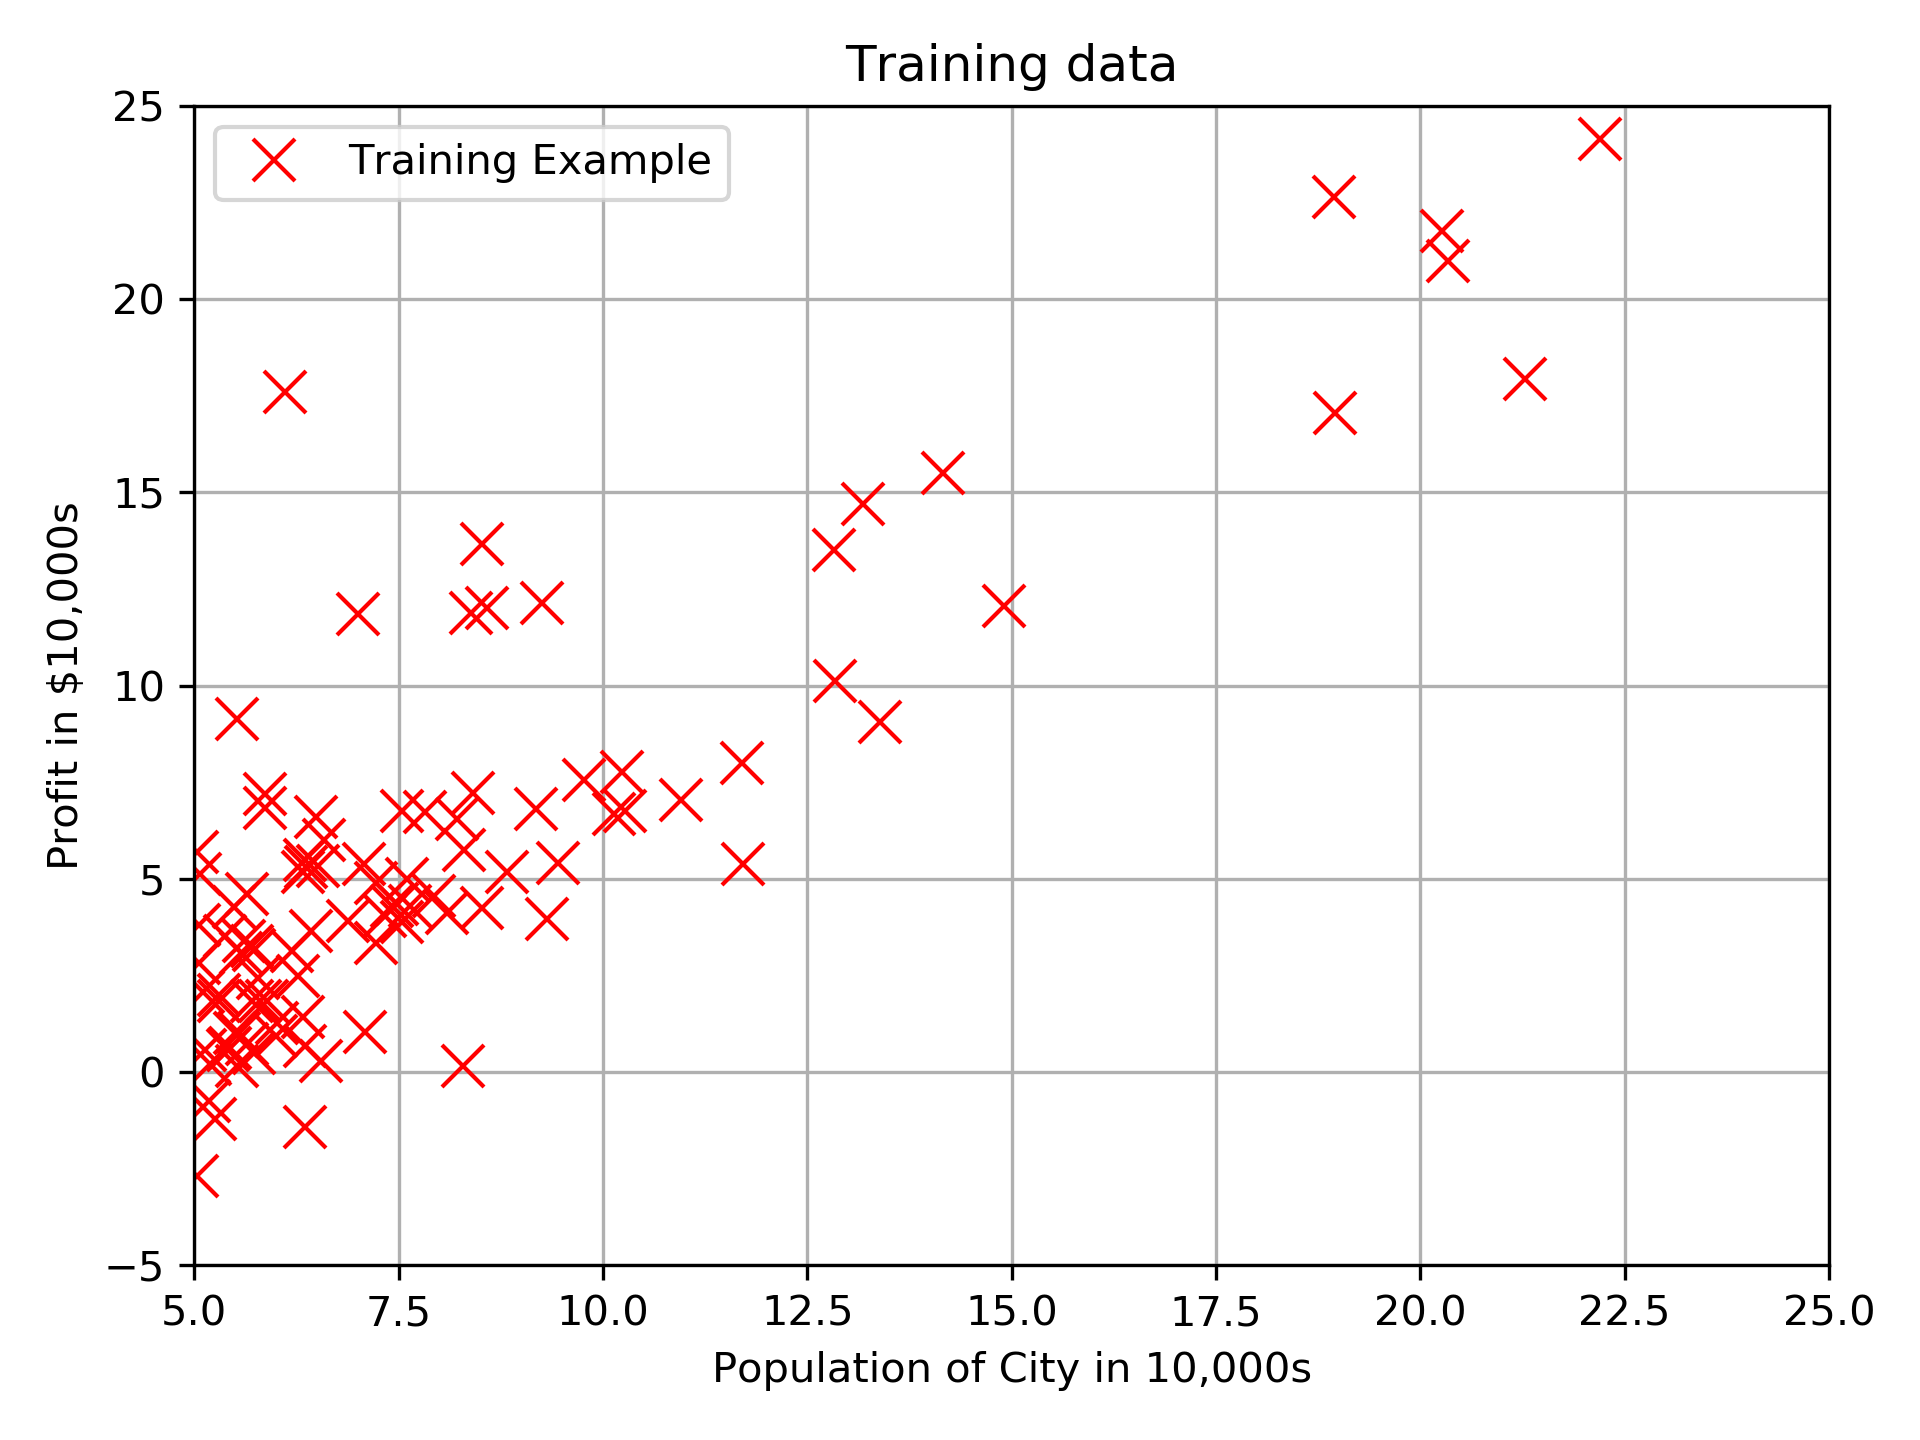 Training data
Training Example
25
20
15
10
5
0
−5
Profit in $10,000s
5.0 7.5 10.0 12.5 15.0 17.5 20.0 22.5 25.0
Population of City in 10,000s